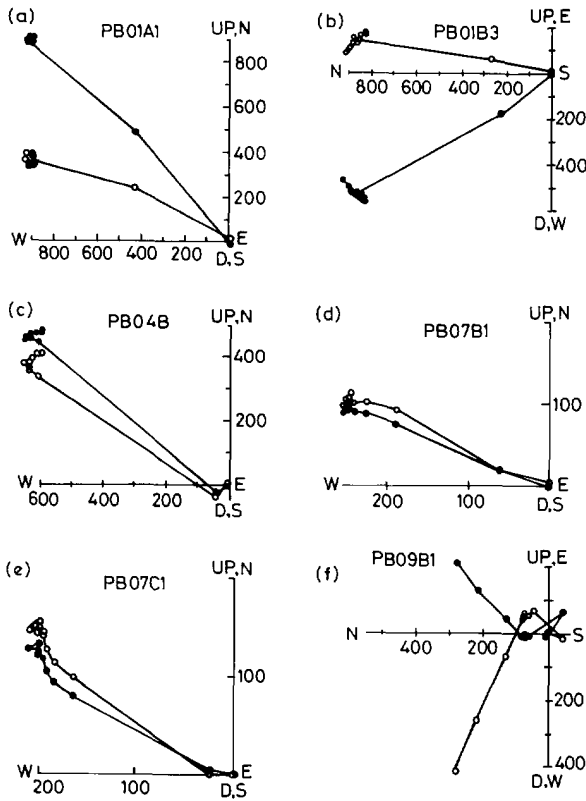 (a) PB01A1 UP,N
800
600
400
200
W E
800 600 400 200 D,S
(b) PB01B3 UP,E
N S
800 600 400 200
200
400
D,W
(c) PB04B UP,N
400
200
W E
600 400 200 D,S
(d) PB07B1 UP,N
100
W E
200 100 D,S
(e) PB07C1 UP,N
100
W E
200 100 D,S
(f) PB09B1 UP,E
N S
400 200
200
400
D,W